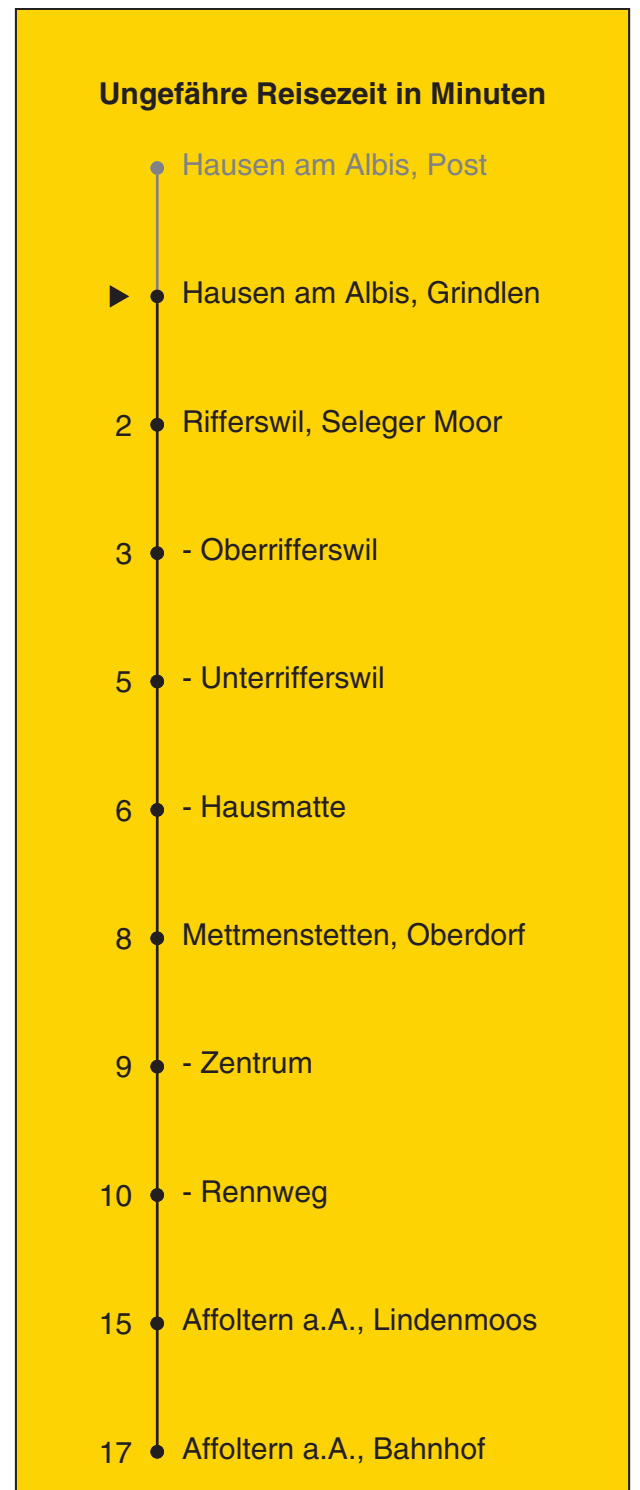 Ungefähre Reisezeit in Minuten
Hausen am Albis, Post
Hausen am Albis, Grindlen
2 Rifferswil, Seleger Moor
3 - Oberrifferswil
5 - Unterrifferswil
6 - Hausmatte
8 Mettmenstetten, Oberdorf
9 - Zentrum
10 - Rennweg
15 Affoltern a.A., Lindenmoos
17 Affoltern a.A., Bahnhof